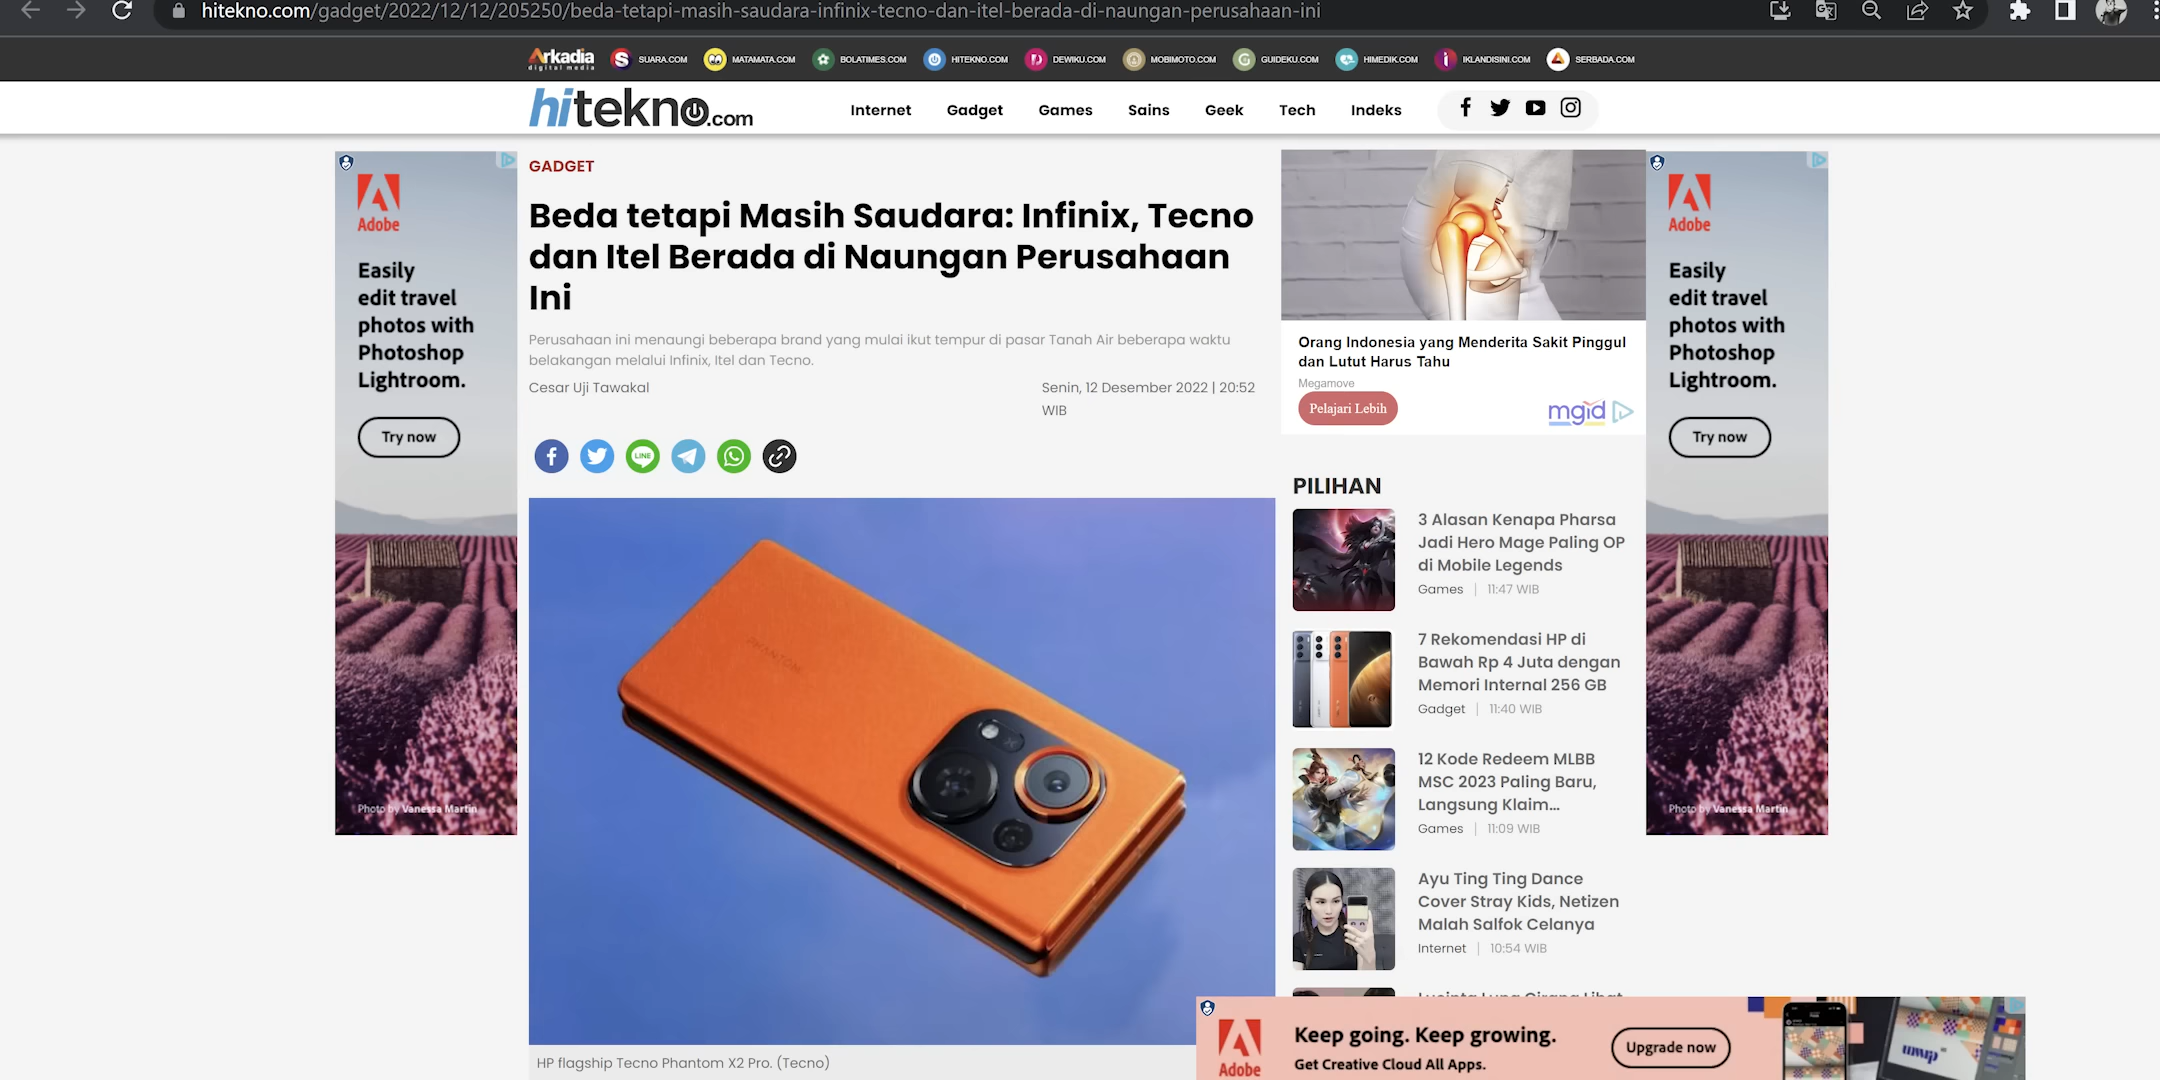 hitekno.com/gadget/2022/12/12/205250/beda-tetapi-masih-saudara-infinix-tecno-dan-itel-berada-di-naungan-perusahaan-ini
Arkadia
digital media
SUARA.COM
MATAMATA.COM
BOLATIMES.COM
HITEKNO.COM
DEWIKU.COM
MOBIMOTO.COM
GUIDEKU.COM
HIMEDIK.COM
IKLANDISINI.COM
SERBADA.COM
hitekno.com
Internet
Gadget
Games
Sains
Geek
Tech
Indeks
Adobe
Easily
edit travel
photos with
Photoshop
Lightroom.
Try now
Photo by Vanessa Martin
GADGET
Beda tetapi Masih Saudara: Infinix, Tecno
dan Itel Berada di Naungan Perusahaan
Ini
Perusahaan ini menaungi beberapa brand yang mulai ikut tempur di pasar Tanah Air beberapa waktu
belakangan melalui Infinix, Itel dan Tecno.
Cesar Uji Tawakal
Senin, 12 Desember 2022 | 20:52
WIB
LINE
PHANTOM
HP flagship Tecno Phantom X2 Pro. (Tecno)
Orang Indonesia yang Menderita Sakit Pinggul
dan Lutut Harus Tahu
Megamove
Pelajari Lebih
mgid
PILIHAN
3 Alasan Kenapa Pharsa
Jadi Hero Mage Paling OP
di Mobile Legends
Games | 11:47 WIB
7 Rekomendasi HP di
Bawah Rp 4 Juta dengan
Memori Internal 256 GB
Gadget | 11:40 WIB
12 Kode Redeem MLBB
MSC 2023 Paling Baru,
Langsung Klaim...
Games | 11:09 WIB
Ayu Ting Ting Dance
Cover Stray Kids, Netizen
Malah Salfok Celanya
Internet | 10:54 WIB
Adobe
Easily
edit travel
photos with
Photoshop
Lightroom.
Try now
Photo by Vanessa Martin
Adobe
Keep going. Keep growing.
Get Creative Cloud All Apps.
Upgrade now